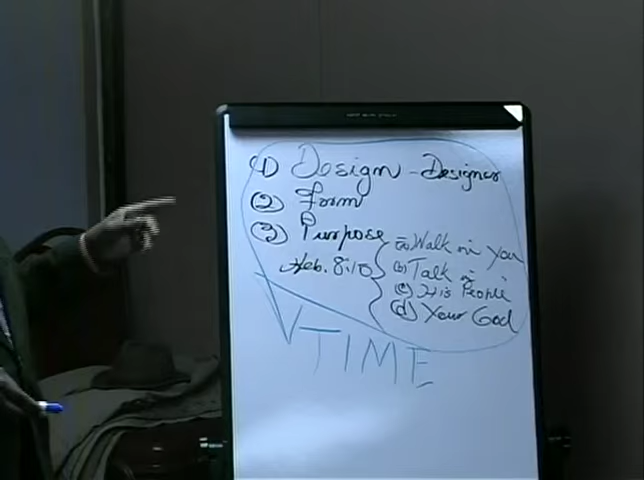 ① Design - Designer
② Form
③ Purpose
Heb. 8:10
ⓐ Walk in You
ⓑ Talk in "
ⓒ His People
ⓓ Your God
TIME